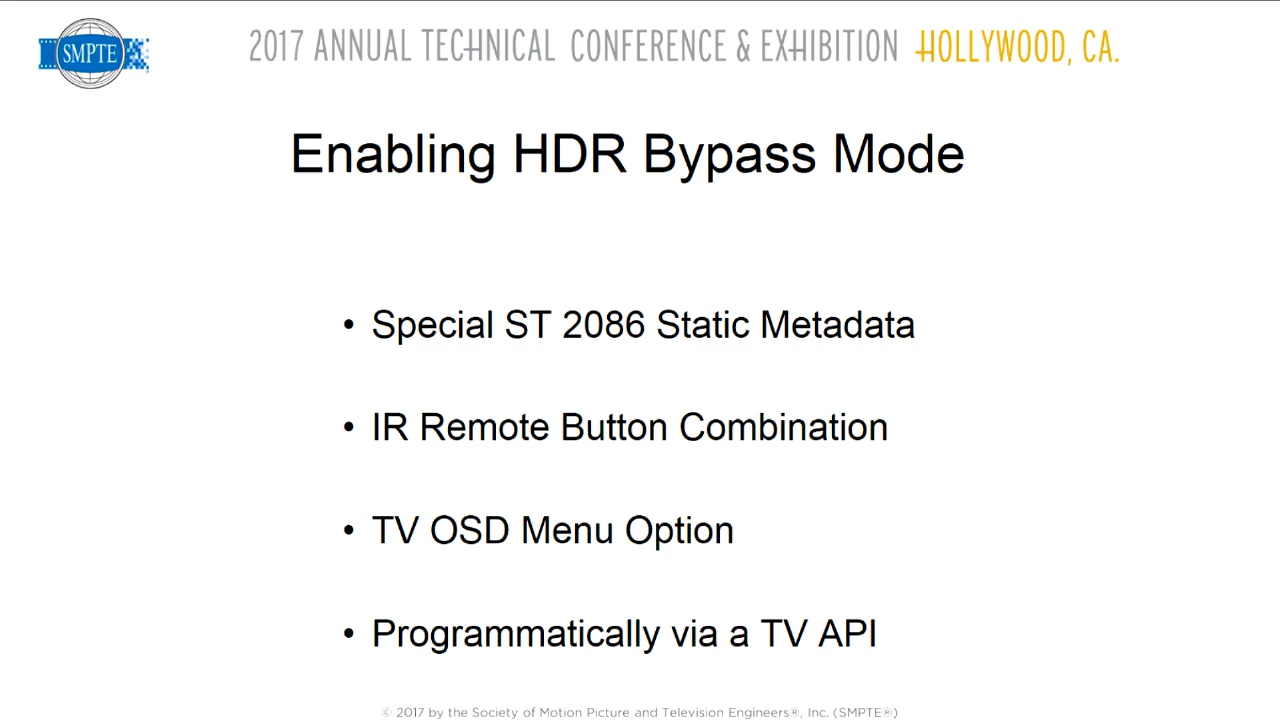 SMPTE
2017 ANNUAL TECHNICAL CONFERENCE & EXHIBITION HOLLYWOOD, CA.
Enabling HDR Bypass Mode
• Special ST 2086 Static Metadata
• IR Remote Button Combination
• TV OSD Menu Option
• Programmatically via a TV API
© 2017 by the Society of Motion Picture and Television Engineers®, Inc. (SMPTE®)